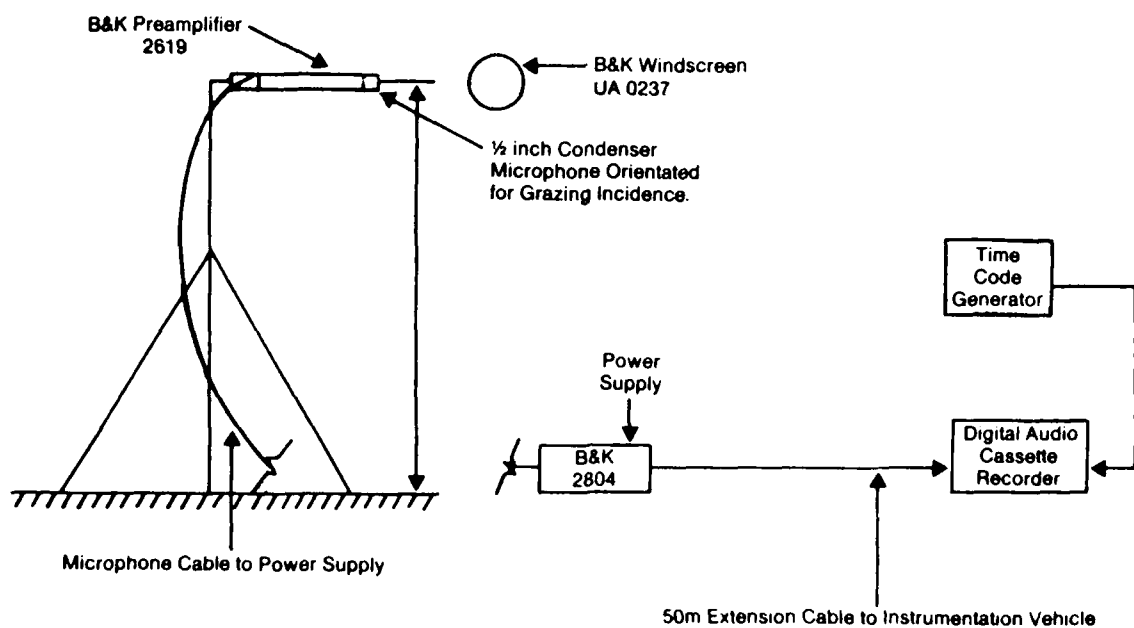 B&K Preamplifier
2619
B&K Windscreen
UA 0237
½ inch Condenser
Microphone Orientated
for Grazing Incidence.
Time
Code
Generator
Power
Supply
B&K
2804
Digital Audio
Cassette
Recorder
Microphone Cable to Power Supply
50m Extension Cable to Instrumentation Vehicle